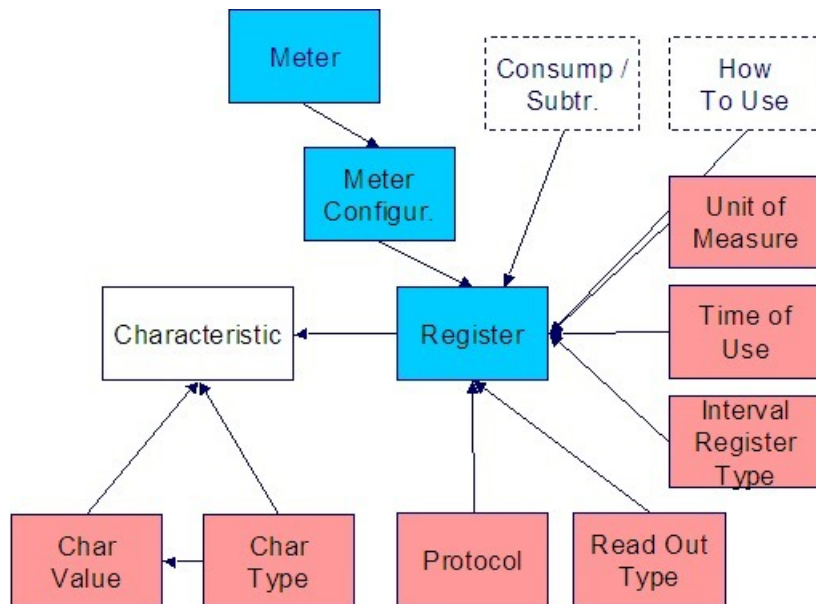 Meter
Consump /
Subtr.
How
To Use
Meter
Configur.
Unit of
Measure
Characteristic
Register
Time of
Use
Interval
Register
Type
Char
Value
Char
Type
Protocol
Read Out
Type